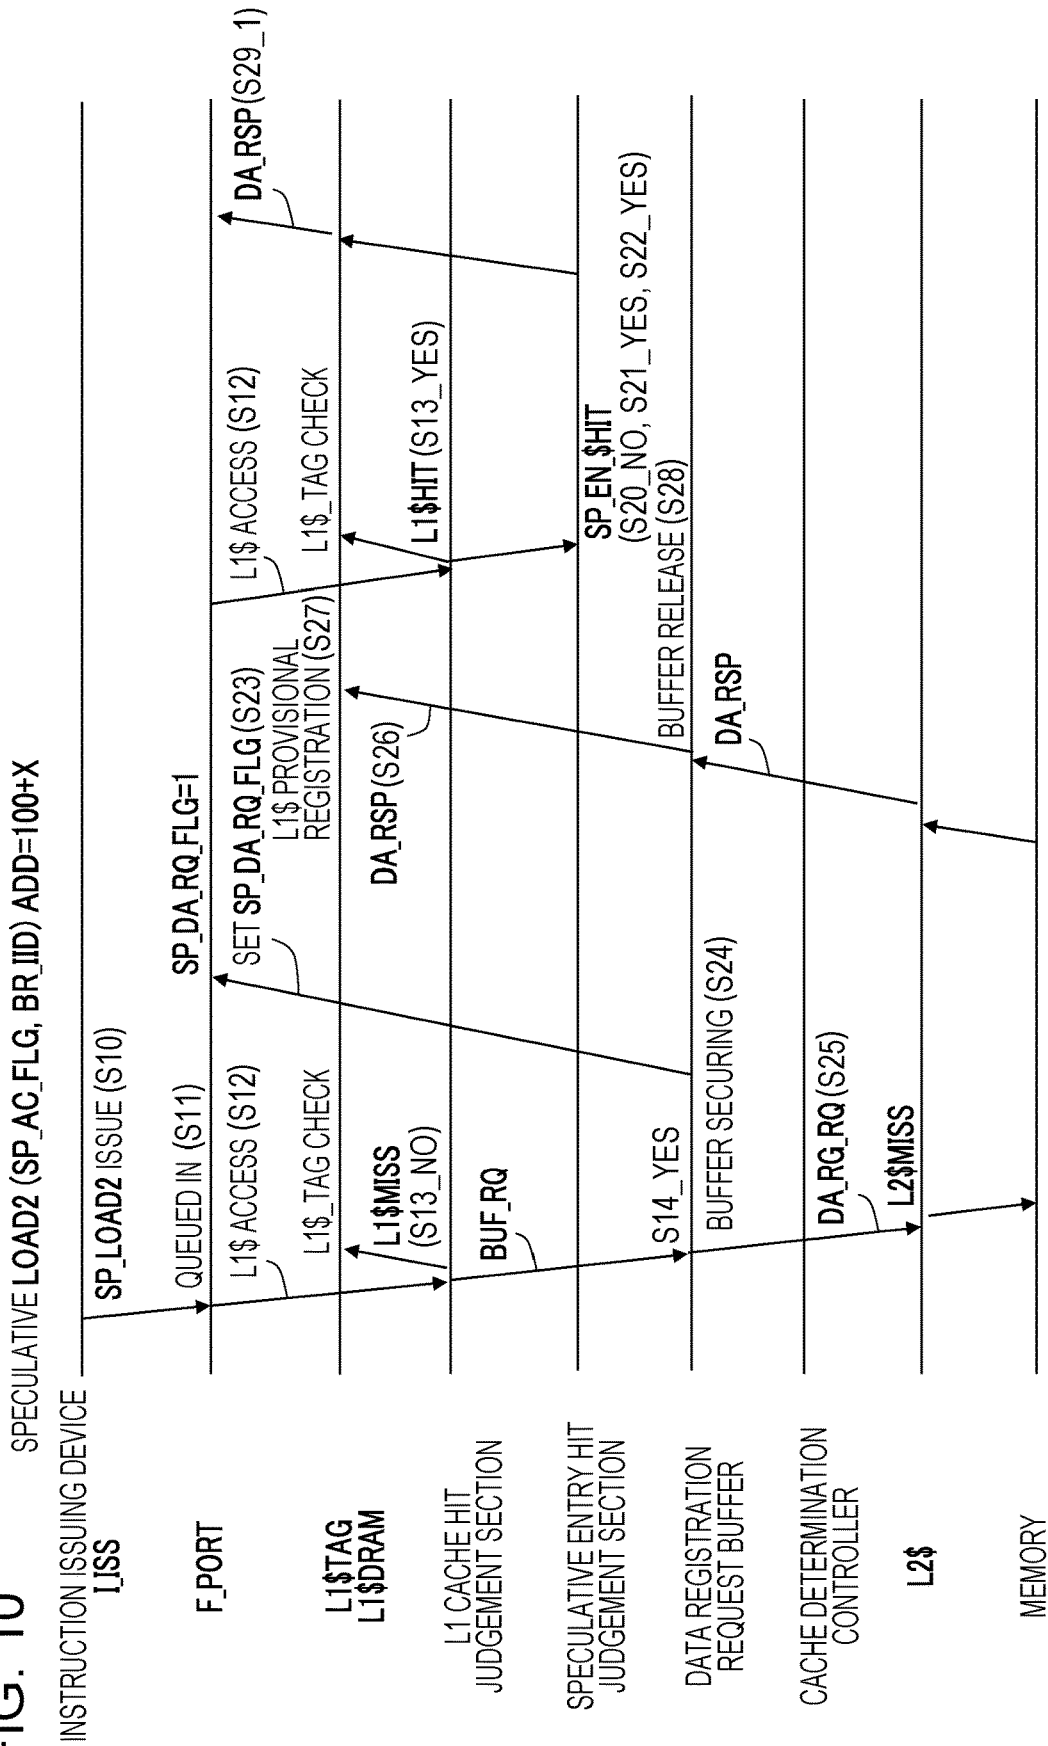 FIG. 10
SPECULATIVE LOAD2 (SP_AC_FLG, BR_IID) ADD=100+X
INSTRUCTION ISSUING DEVICE
I_ISS
SP_LOAD2 ISSUE (S10)
F_PORT
QUEUED IN (S11)
SP_DA_RQ_FLG=1
L1$ ACCESS (S12)
SET SP_DA_RQ_FLG (S23)
L1$ ACCESS (S12)
DA_RSP (S29_1)
L1$TAG
L1$DRAM
L1$_TAG CHECK
L1$ PROVISIONAL
REGISTRATION (S27)
L1$_TAG CHECK
L1$MISS
(S13_NO)
DA_RSP (S26)
L1$HIT (S13_YES)
L1 CACHE HIT
JUDGEMENT SECTION
BUF_RQ
SPECULATIVE ENTRY HIT
JUDGEMENT SECTION
SP_EN_$HIT
(S20_NO, S21_YES, S22_YES)
S14_YES
BUFFER RELEASE (S28)
DATA REGISTRATION
REQUEST BUFFER
BUFFER SECURING (S24)
DA_RSP
CACHE DETERMINATION
CONTROLLER
DA_RG_RQ (S25)
L2$
L2$MISS
MEMORY